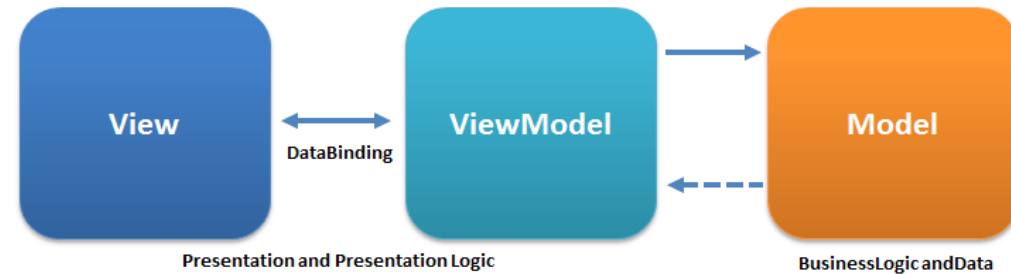 View
ViewModel
Model
DataBinding
Presentation and Presentation Logic
BusinessLogic andData